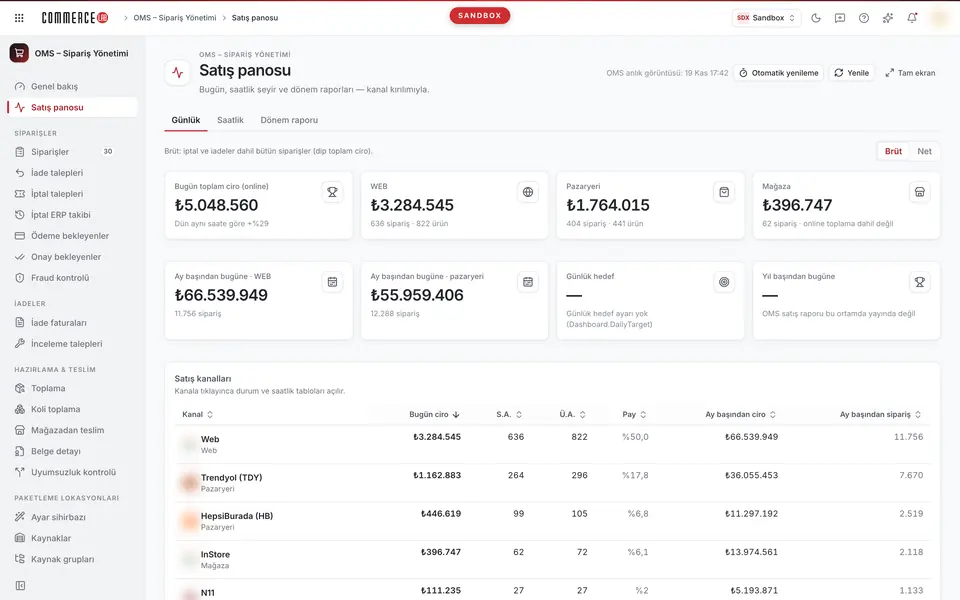 COMMERCE LAB
OMS – Sipariş Yönetimi
Satış panosu
SANDBOX
SDX Sandbox
OMS – Sipariş Yönetimi
Genel bakış
Satış panosu
SİPARİŞLER
Siparişler 30
İade talepleri
İptal talepleri
İptal ERP takibi
Ödeme bekleyenler
Onay bekleyenler
Fraud kontrolü
İADELER
İade faturaları
İnceleme talepleri
HAZIRLAMA & TESLİM
Toplama
Koli toplama
Mağazadan teslim
Belge detayı
Uyumsuzluk kontrolü
PAKETLEME LOKASYONLARI
Ayar sihirbazı
Kaynaklar
Kaynak grupları
OMS – SİPARİŞ YÖNETİMİ
Satış panosu
Bugün, saatlik seyir ve dönem raporları — kanal kırılımıyla.
OMS anlık görüntüsü: 19 Kas 17:42
Otomatik yenileme
Yenile
Tam ekran
Günlük Saatlik Dönem raporu
Brüt: iptal ve iadeler dahil bütün siparişler (dip toplam ciro).
Brüt Net
Bugün toplam ciro (online)
₺5.048.560
Dün aynı saate göre +%29
WEB
₺3.284.545
636 sipariş · 822 ürün
Pazaryeri
₺1.764.015
404 sipariş · 441 ürün
Mağaza
₺396.747
62 sipariş · online toplama dahil değil
Ay başından bugüne · WEB
₺66.539.949
11.756 sipariş
Ay başından bugüne · pazaryeri
₺55.959.406
12.288 sipariş
Günlük hedef
—
Günlük hedef ayarı yok
(Dashboard.DailyTarget)
Yıl başından bugüne
—
OMS satış raporu bu ortamda yayında değil
Satış kanalları
Kanala tıklayınca durum ve saatlik tabloları açılır.
Kanal Bugün ciro S.A. Ü.A. Pay Ay başından ciro Ay başından sipariş
Web ₺3.284.545 636 822 %50,0 ₺66.539.949 11.756
Web
Trendyol (TDY) ₺1.162.883 264 296 %17,8 ₺36.055.453 7.670
Pazaryeri
HepsiBurada (HB) ₺446.619 99 105 %6,8 ₺11.297.192 2.519
Pazaryeri
InStore ₺396.747 62 72 %6,1 ₺13.974.561 2.118
Mağaza
N11 ₺111.235 27 27 %2 ₺5.193.871 1.133